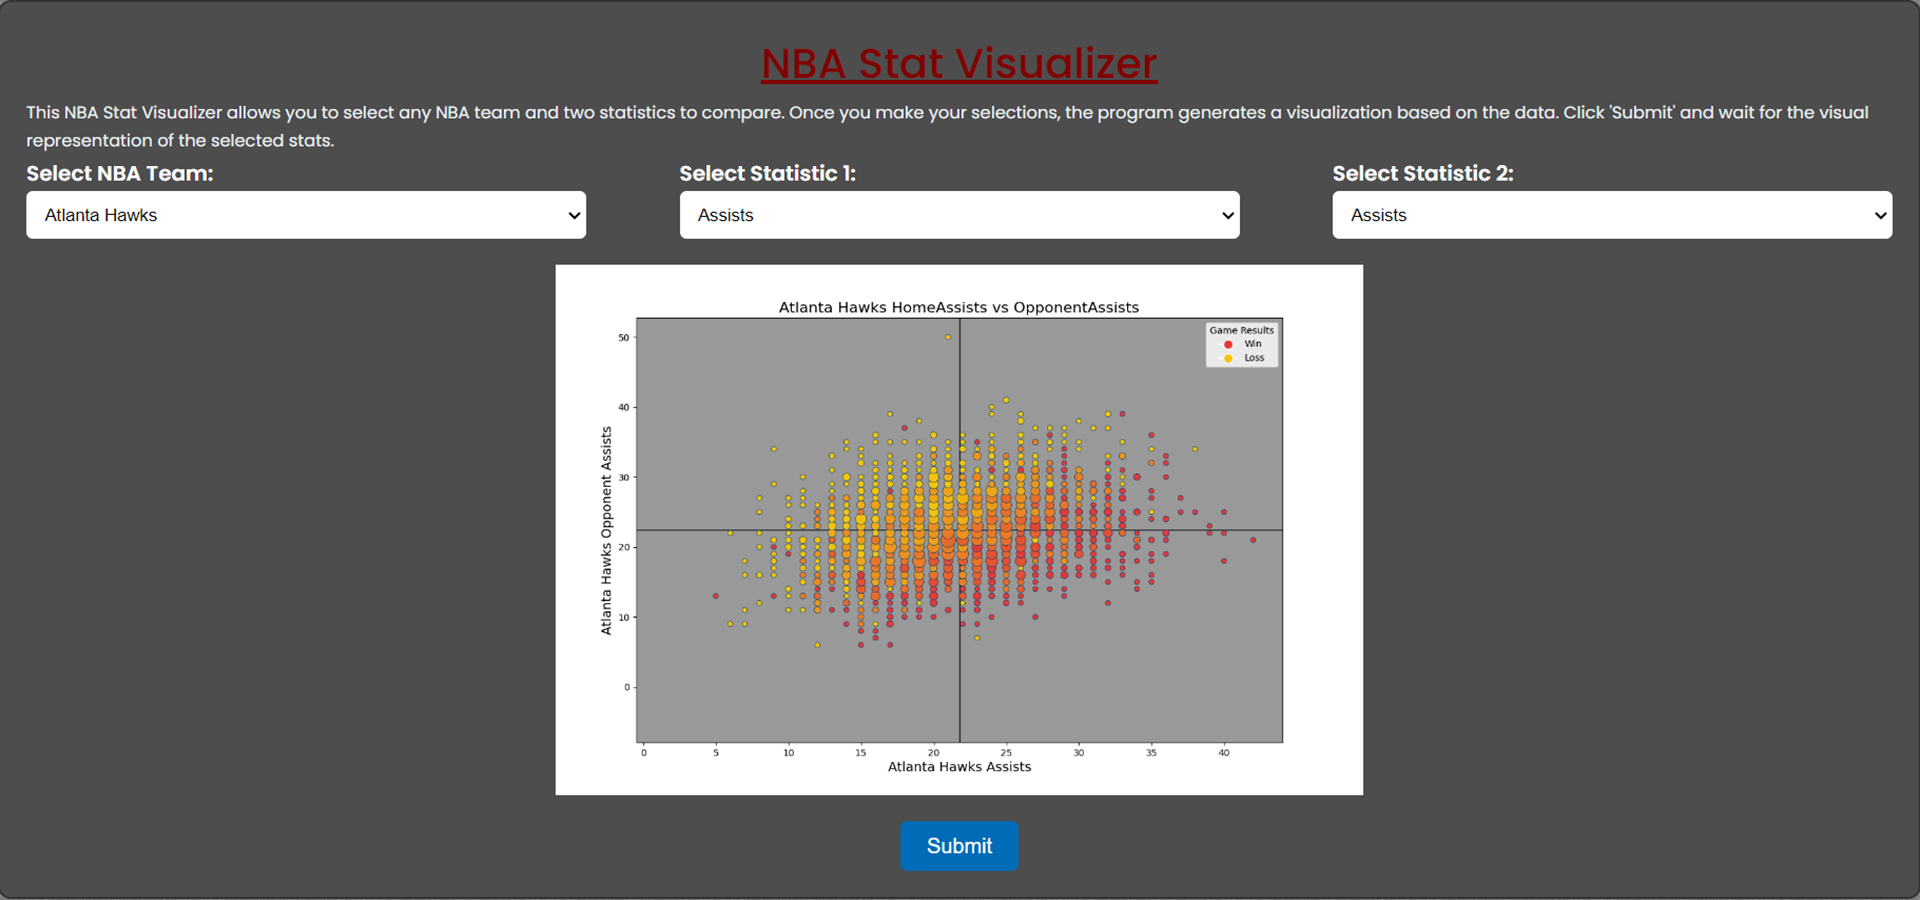 NBA Stat Visualizer
This NBA Stat Visualizer allows you to select any NBA team and two statistics to compare. Once you make your selections, the program generates a visualization based on the data. Click 'Submit' and wait for the visual
representation of the selected stats.
Select NBA Team:
Select Statistic 1:
Select Statistic 2:
Atlanta Hawks
Assists
Assists
Atlanta Hawks HomeAssists vs OpponentAssists
Game Results
Win
Loss
Atlanta Hawks Opponent Assists
50
40
30
20
10
0
0 5 10 15 20 25 30 35 40
Atlanta Hawks Assists
Submit